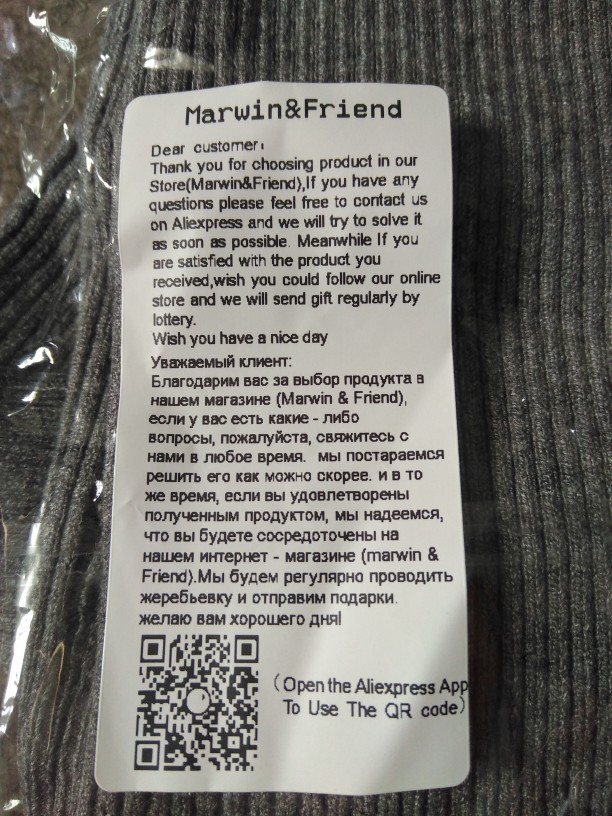 Marwin&Friend
Dear customer:
Thank you for choosing product in our
Store(Marwin&Friend),If you have any
questions please feel free to contact us
on Aliexpress and we will try to solve it
as soon as possible. Meanwhile If you
are satisfied with the product you
received,wish you could follow our online
store and we will send gift regularly by
lottery.
Wish you have a nice day
Уважаемый клиент:
Благодарим вас за выбор продукта в
нашем магазине (Marwin & Friend),
если у вас есть какие - либо
вопросы, пожалуйста, свяжитесь с
нами в любое время. мы постараемся
решить его как можно скорее. и в то
же время, если вы удовлетворены
полученным продуктом, мы надеемся,
что вы будете сосредоточены на
нашем интернет - магазине (marwin &
Friend).Мы будем регулярно проводить
жеребьевку и отправим подарки.
желаю вам хорошего дня!
(Open the Aliexpress App
To Use The QR code)